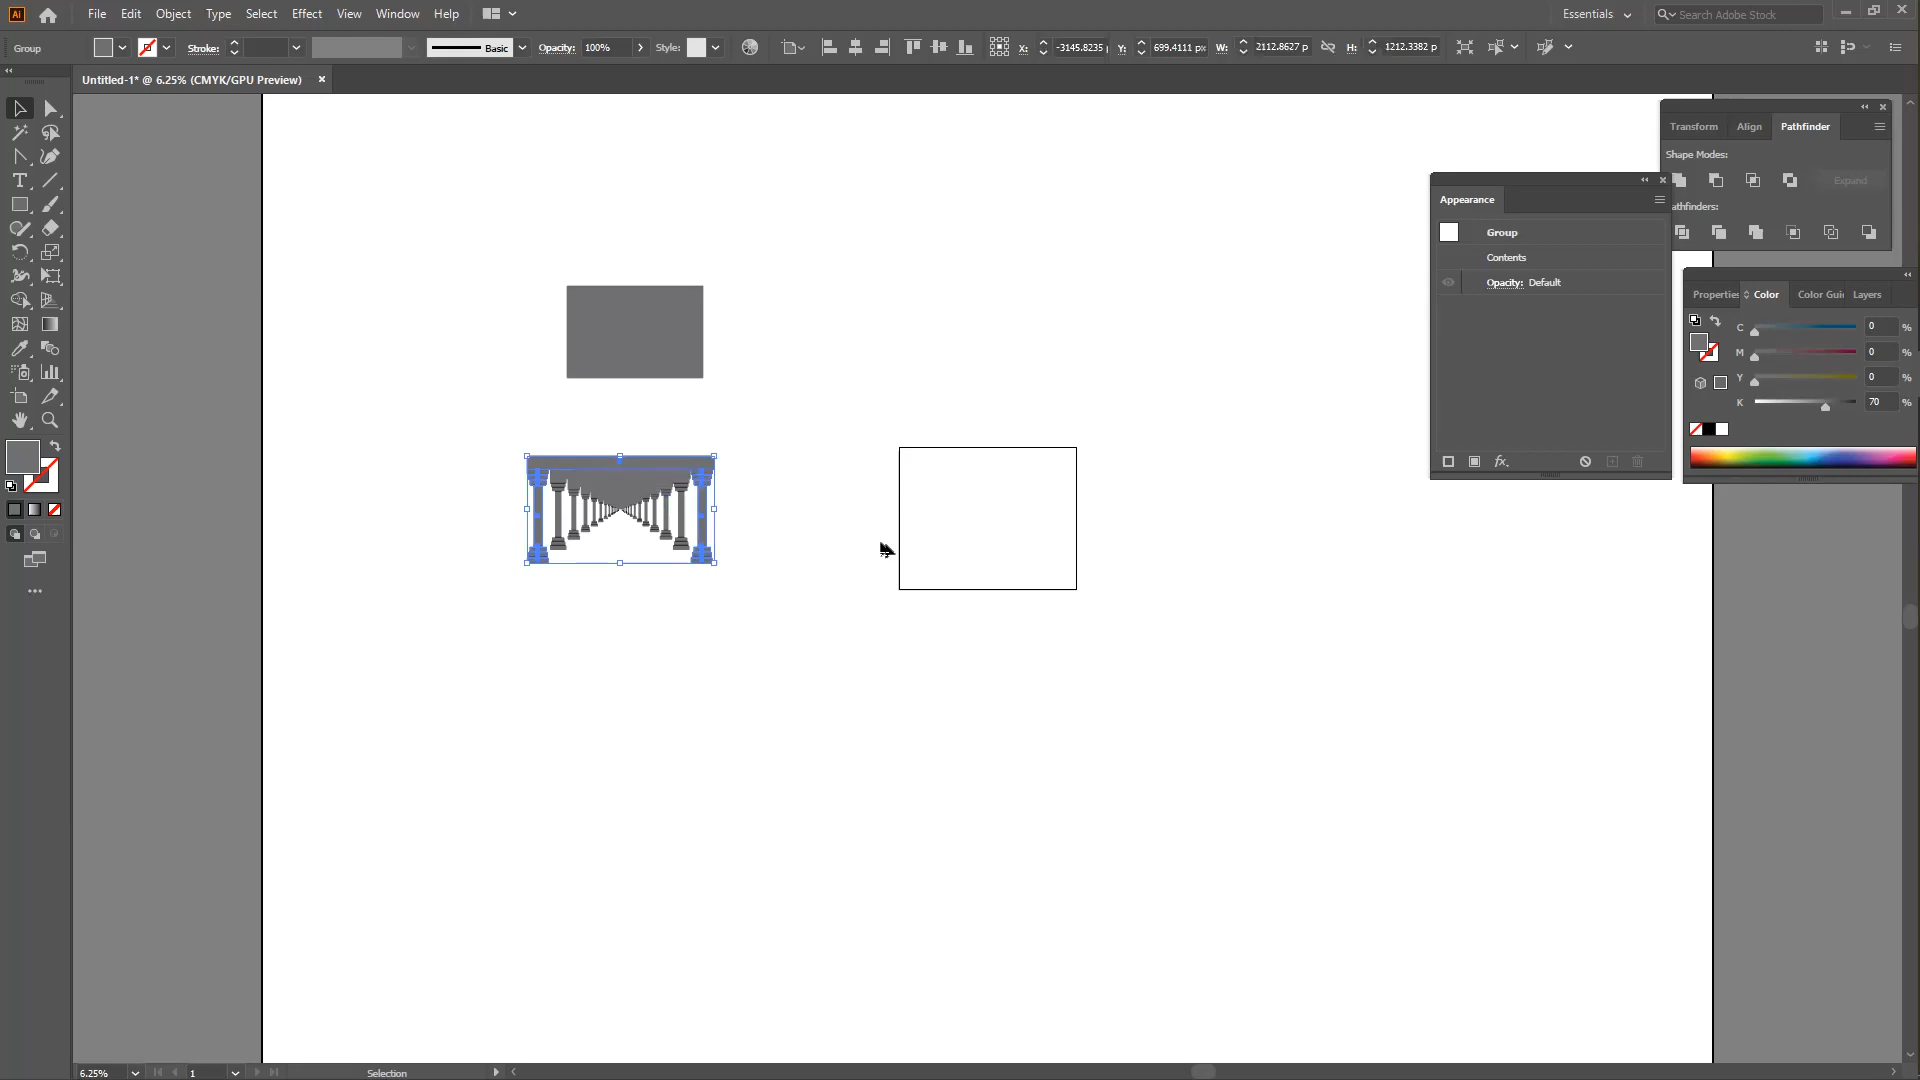 Ai File Edit Object Type Select Effect View Window Help Essentials Search Adobe Stock
Group Stroke: Basic Opacity: 100% Style: X: -3145.8235 Y: 699.4111 px W: 2112.8627 p H: 1212.3382 p
Untitled-1* @ 6.25% (CMYK/GPU Preview)
Transform Align Pathfinder
Shape Modes:
Expand
athfinders:
Appearance
Group
Contents
Opacity: Default
fx
Properties Color Color Gui Layers
C 0 %
M 0 %
Y 0 %
K 70 %
6.25% 1 Selection